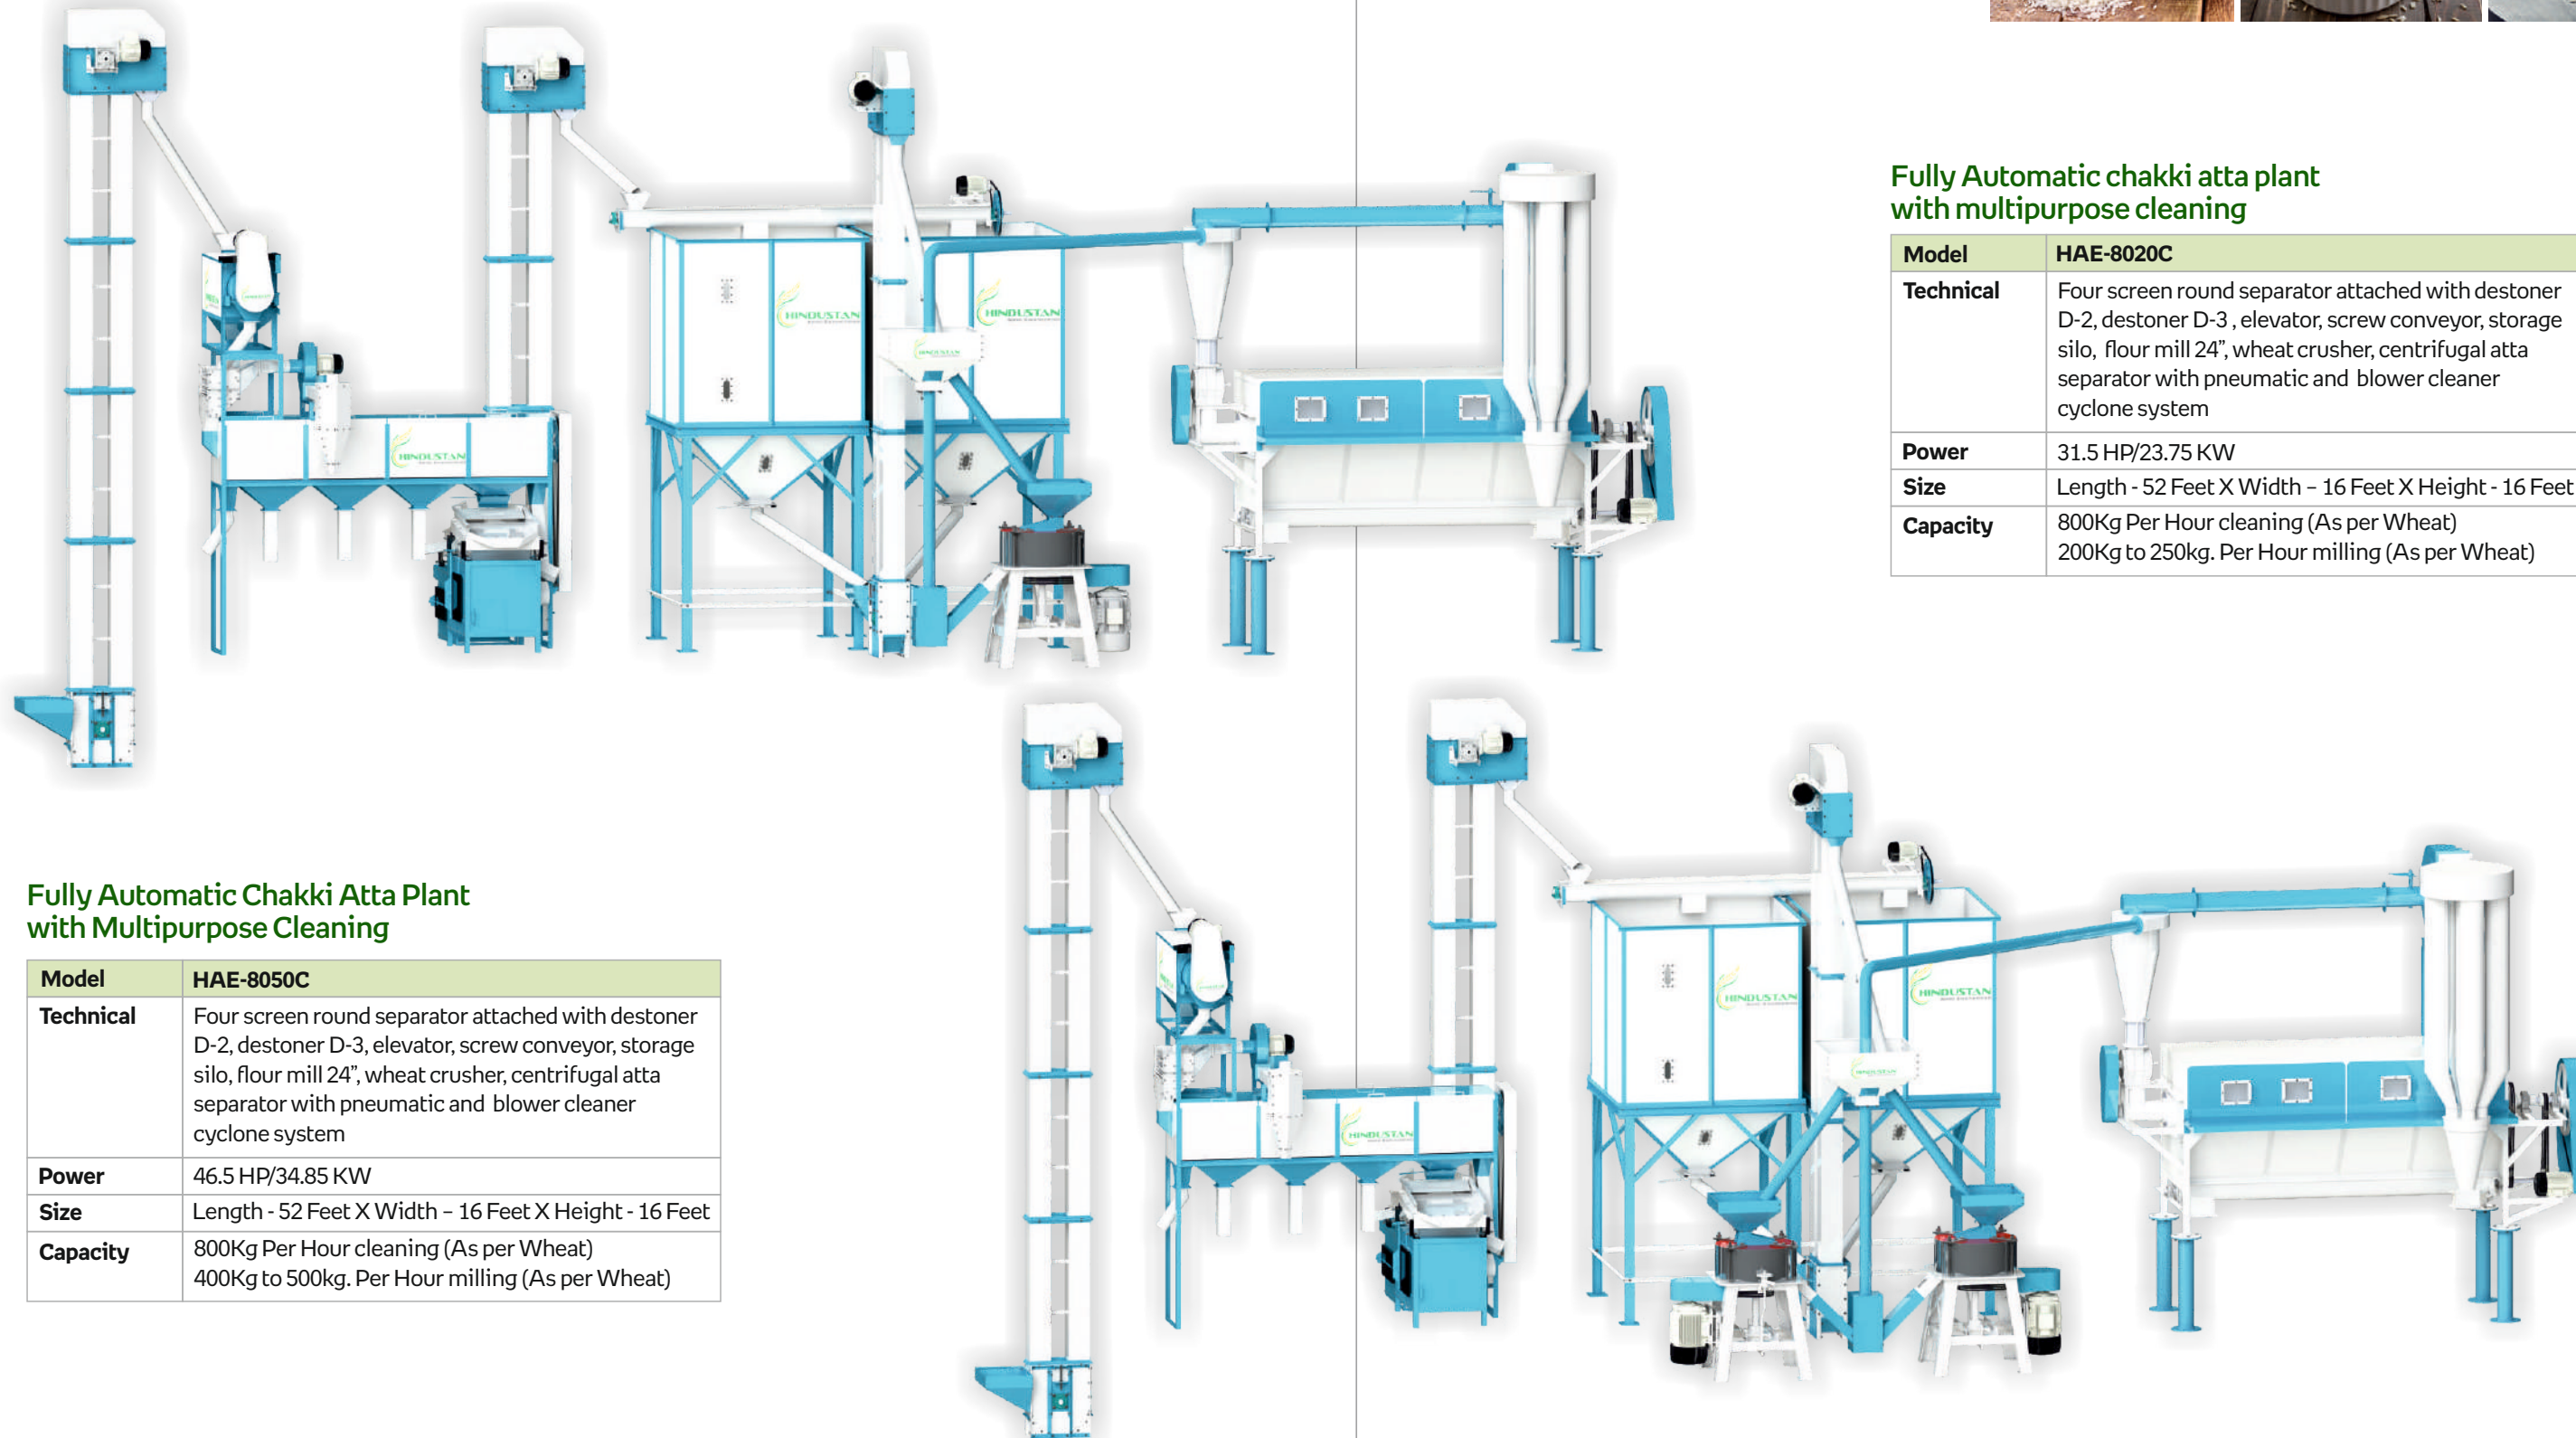 Fully Automatic chakki atta plant
with multipurpose cleaning
Model HAE-8020C
Technical Four screen round separator attached with destoner
D-2, destoner D-3 , elevator, screw conveyor, storage
silo, flour mill 24”, wheat crusher, centrifugal atta
separator with pneumatic and blower cleaner
cyclone system
Power 31.5 HP/23.75 KW
Size Length - 52 Feet X Width – 16 Feet X Height - 16 Feet
Capacity 800Kg Per Hour cleaning (As per Wheat)
200Kg to 250kg. Per Hour milling (As per Wheat)
HINDUSTAN
HINDUSTAN
HINDUSTAN
HINDUSTAN
Fully Automatic Chakki Atta Plant
with Multipurpose Cleaning
Model HAE-8050C
Technical Four screen round separator attached with destoner
D-2, destoner D-3, elevator, screw conveyor, storage
silo, flour mill 24”, wheat crusher, centrifugal atta
separator with pneumatic and blower cleaner
cyclone system
Power 46.5 HP/34.85 KW
Size Length - 52 Feet X Width – 16 Feet X Height - 16 Feet
Capacity 800Kg Per Hour cleaning (As per Wheat)
400Kg to 500kg. Per Hour milling (As per Wheat)
HINDUSTAN
HINDUSTAN
HINDUSTAN
HINDUSTAN